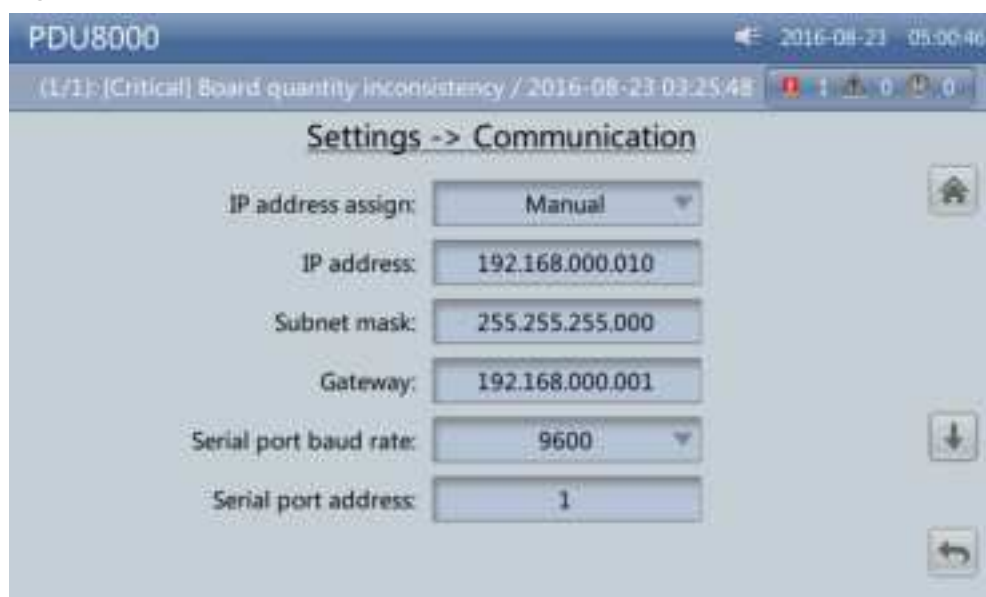 PDU8000 2016-08-23 05:00:46
(1/1): [Critical] Board quantity inconsistency / 2016-08-23 03:25:48 1 0 0
Settings -> Communication
IP address assign: Manual
IP address: 192.168.000.010
Subnet mask: 255.255.255.000
Gateway: 192.168.000.001
Serial port baud rate: 9600
Serial port address: 1